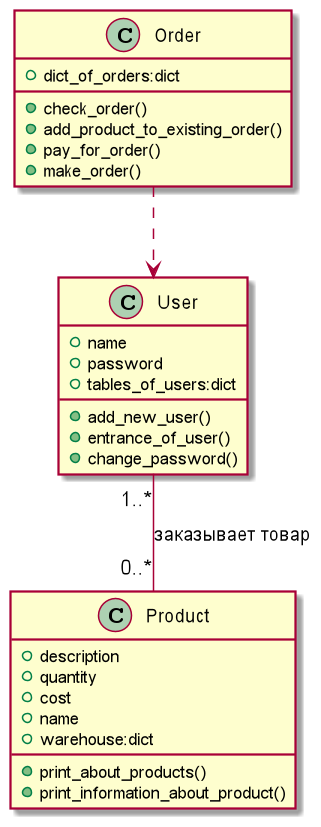 C Order
dict_of_orders:dict
check_order()
add_product_to_existing_order()
pay_for_order()
make_order()
C User
name
password
tables_of_users:dict
add_new_user()
entrance_of_user()
change_password()
1..*
заказывает товар
0..*
C Product
description
quantity
cost
name
warehouse:dict
print_about_products()
print_information_about_product()